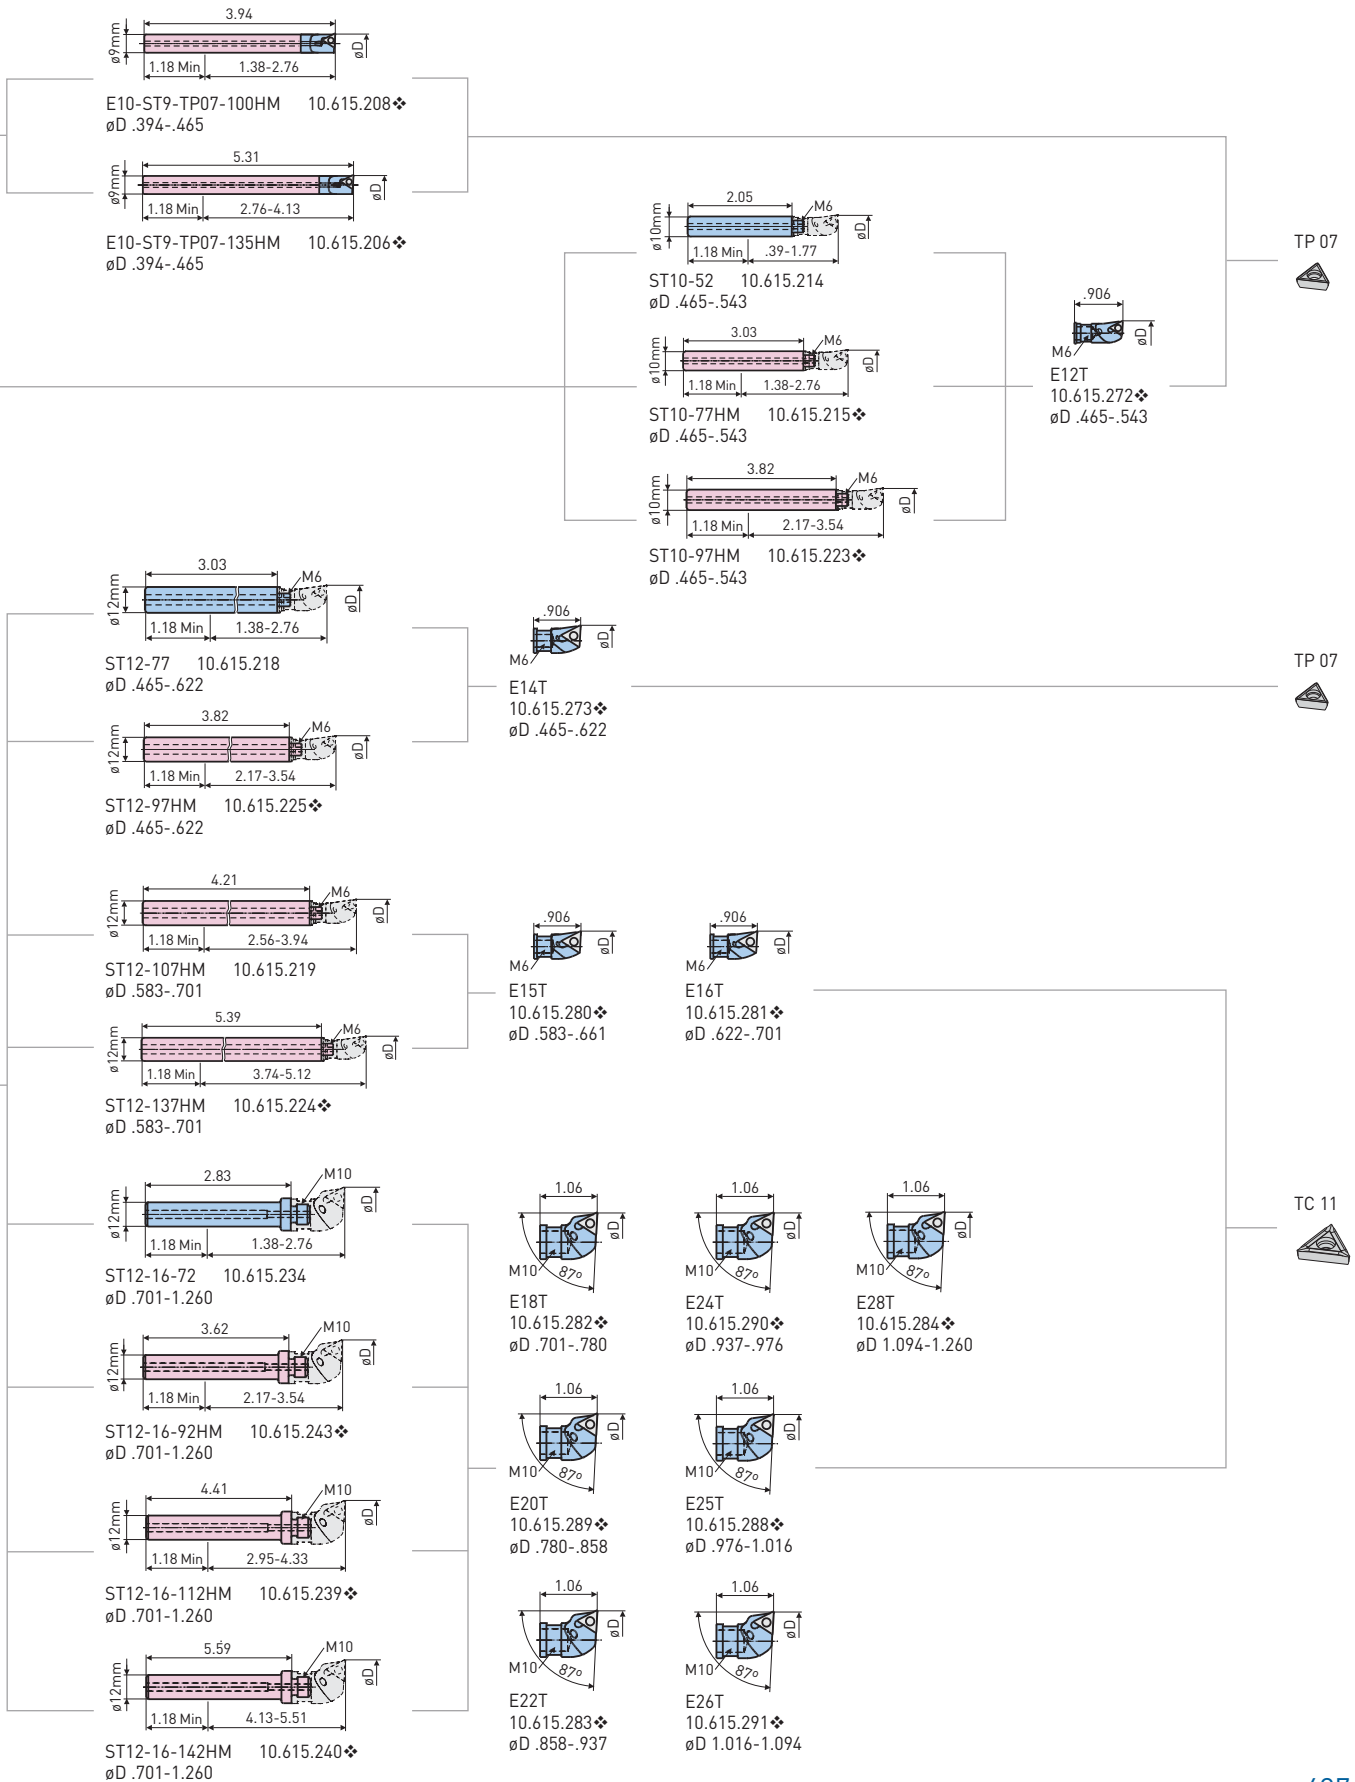 3.94
ø9mm
øD
1.18 Min
1.38-2.76
E10-ST9-TP07-100HM 10.615.208❖
øD .394-.465
5.31
ø9mm
øD
1.18 Min
2.76-4.13
E10-ST9-TP07-135HM 10.615.206❖
øD .394-.465
2.05
M6
ø10mm
øD
1.18 Min
.39-1.77
ST10-52 10.615.214
øD .465-.543
3.03
M6
ø10mm
øD
1.18 Min
1.38-2.76
ST10-77HM 10.615.215❖
øD .465-.543
3.82
M6
ø10mm
øD
1.18 Min
2.17-3.54
ST10-97HM 10.615.223❖
øD .465-.543
.906
øD
M6
E12T
10.615.272❖
øD .465-.543
TP 07
3.03
M6
ø12mm
øD
1.18 Min
1.38-2.76
ST12-77 10.615.218
øD .465-.622
3.82
M6
ø12mm
øD
1.18 Min
2.17-3.54
ST12-97HM 10.615.225❖
øD .465-.622
.906
øD
M6
E14T
10.615.273❖
øD .465-.622
TP 07
4.21
M6
ø12mm
øD
1.18 Min
2.56-3.94
ST12-107HM 10.615.219
øD .583-.701
5.39
M6
ø12mm
øD
1.18 Min
3.74-5.12
ST12-137HM 10.615.224❖
øD .583-.701
.906
øD
M6
E15T
10.615.280❖
øD .583-.661
.906
øD
M6
E16T
10.615.281❖
øD .622-.701
2.83
M10
ø12mm
øD
1.18 Min
1.38-2.76
ST12-16-72 10.615.234
øD .701-1.260
3.62
M10
ø12mm
øD
1.18 Min
2.17-3.54
ST12-16-92HM 10.615.243❖
øD .701-1.260
4.41
M10
ø12mm
øD
1.18 Min
2.95-4.33
ST12-16-112HM 10.615.239❖
øD .701-1.260
5.59
M10
ø12mm
øD
1.18 Min
4.13-5.51
ST12-16-142HM 10.615.240❖
øD .701-1.260
1.06
øD
M10
87º
E18T
10.615.282❖
øD .701-.780
1.06
øD
M10
87º
E24T
10.615.290❖
øD .937-.976
1.06
øD
M10
87º
E28T
10.615.284❖
øD 1.094-1.260
1.06
øD
M10
87º
E20T
10.615.289❖
øD .780-.858
1.06
øD
M10
87º
E25T
10.615.288❖
øD .976-1.016
1.06
øD
M10
87º
E22T
10.615.283❖
øD .858-.937
1.06
øD
M10
87º
E26T
10.615.291❖
øD 1.016-1.094
TC 11